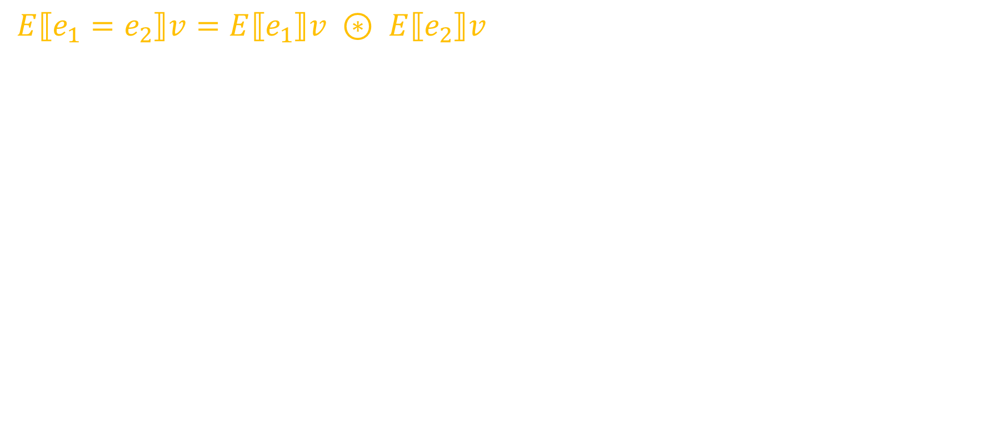 E⟦e₁ = e₂⟧v = E⟦e₁⟧v ⊛ E⟦e₂⟧v